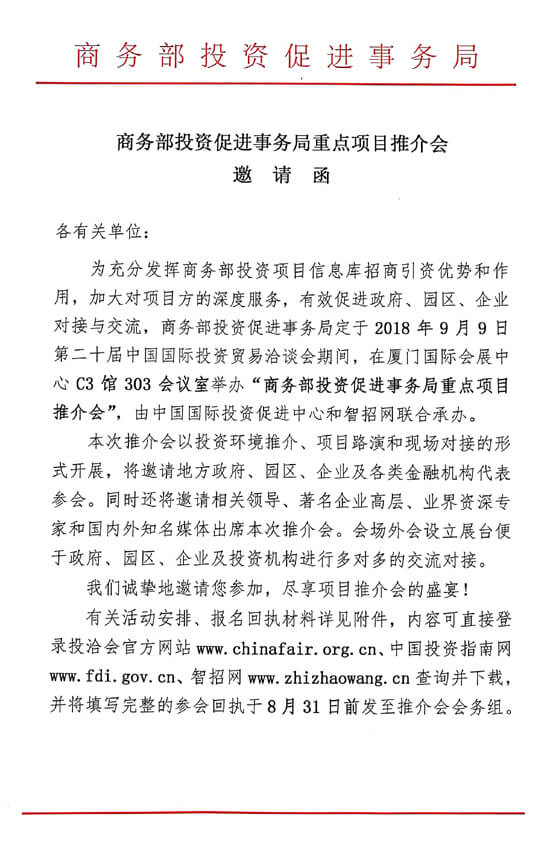 商务部投资促进事务局
商务部投资促进事务局重点项目推介会
邀 请 函
各有关单位：
为充分发挥商务部投资项目信息库招商引资优势和作
用，加大对项目方的深度服务，有效促进政府、园区、企业
对接与交流，商务部投资促进事务局定于 2018 年 9 月 9 日
第二十届中国国际投资贸易洽谈会期间，在厦门国际会展中
心 C3 馆 303 会议室举办“商务部投资促进事务局重点项目
推介会”，由中国国际投资促进中心和智招网联合承办。
本次推介会以投资环境推介、项目路演和现场对接的形
式开展，将邀请地方政府、园区、企业及各类金融机构代表
参会。同时还将邀请相关领导、著名企业高层、业界资深专
家和国内外知名媒体出席本次推介会。会场外会设立展台便
于政府、园区、企业及投资机构进行多对多的交流对接。
我们诚挚地邀请您参加，尽享项目推介会的盛宴！
有关活动安排、报名回执材料详见附件，内容可直接登
录投洽会官方网站 www.chinafair.org.cn、中国投资指南网
www.fdi.gov.cn、智招网 www.zhizhaowang.cn 查询并下载，
并将填写完整的参会回执于 8 月 31 日前发至推介会会务组。